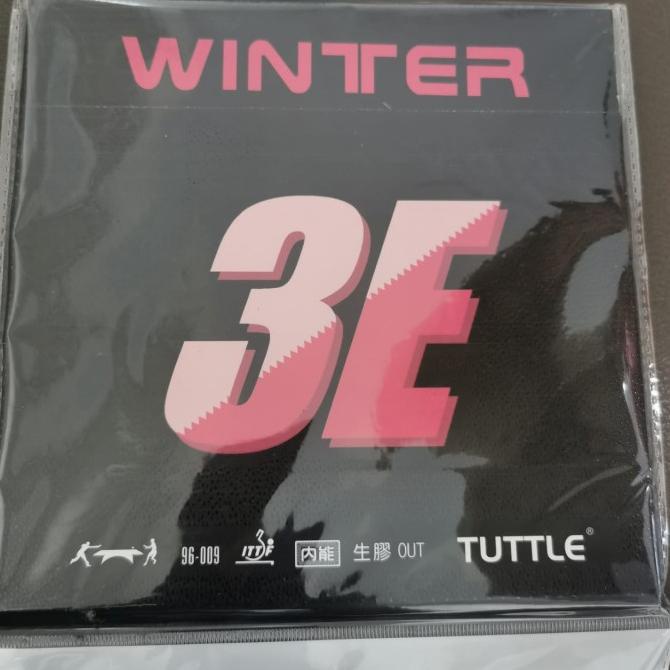 WINTER
3E
96-009 ITTF 内能 生膠 OUT TUTTLE®